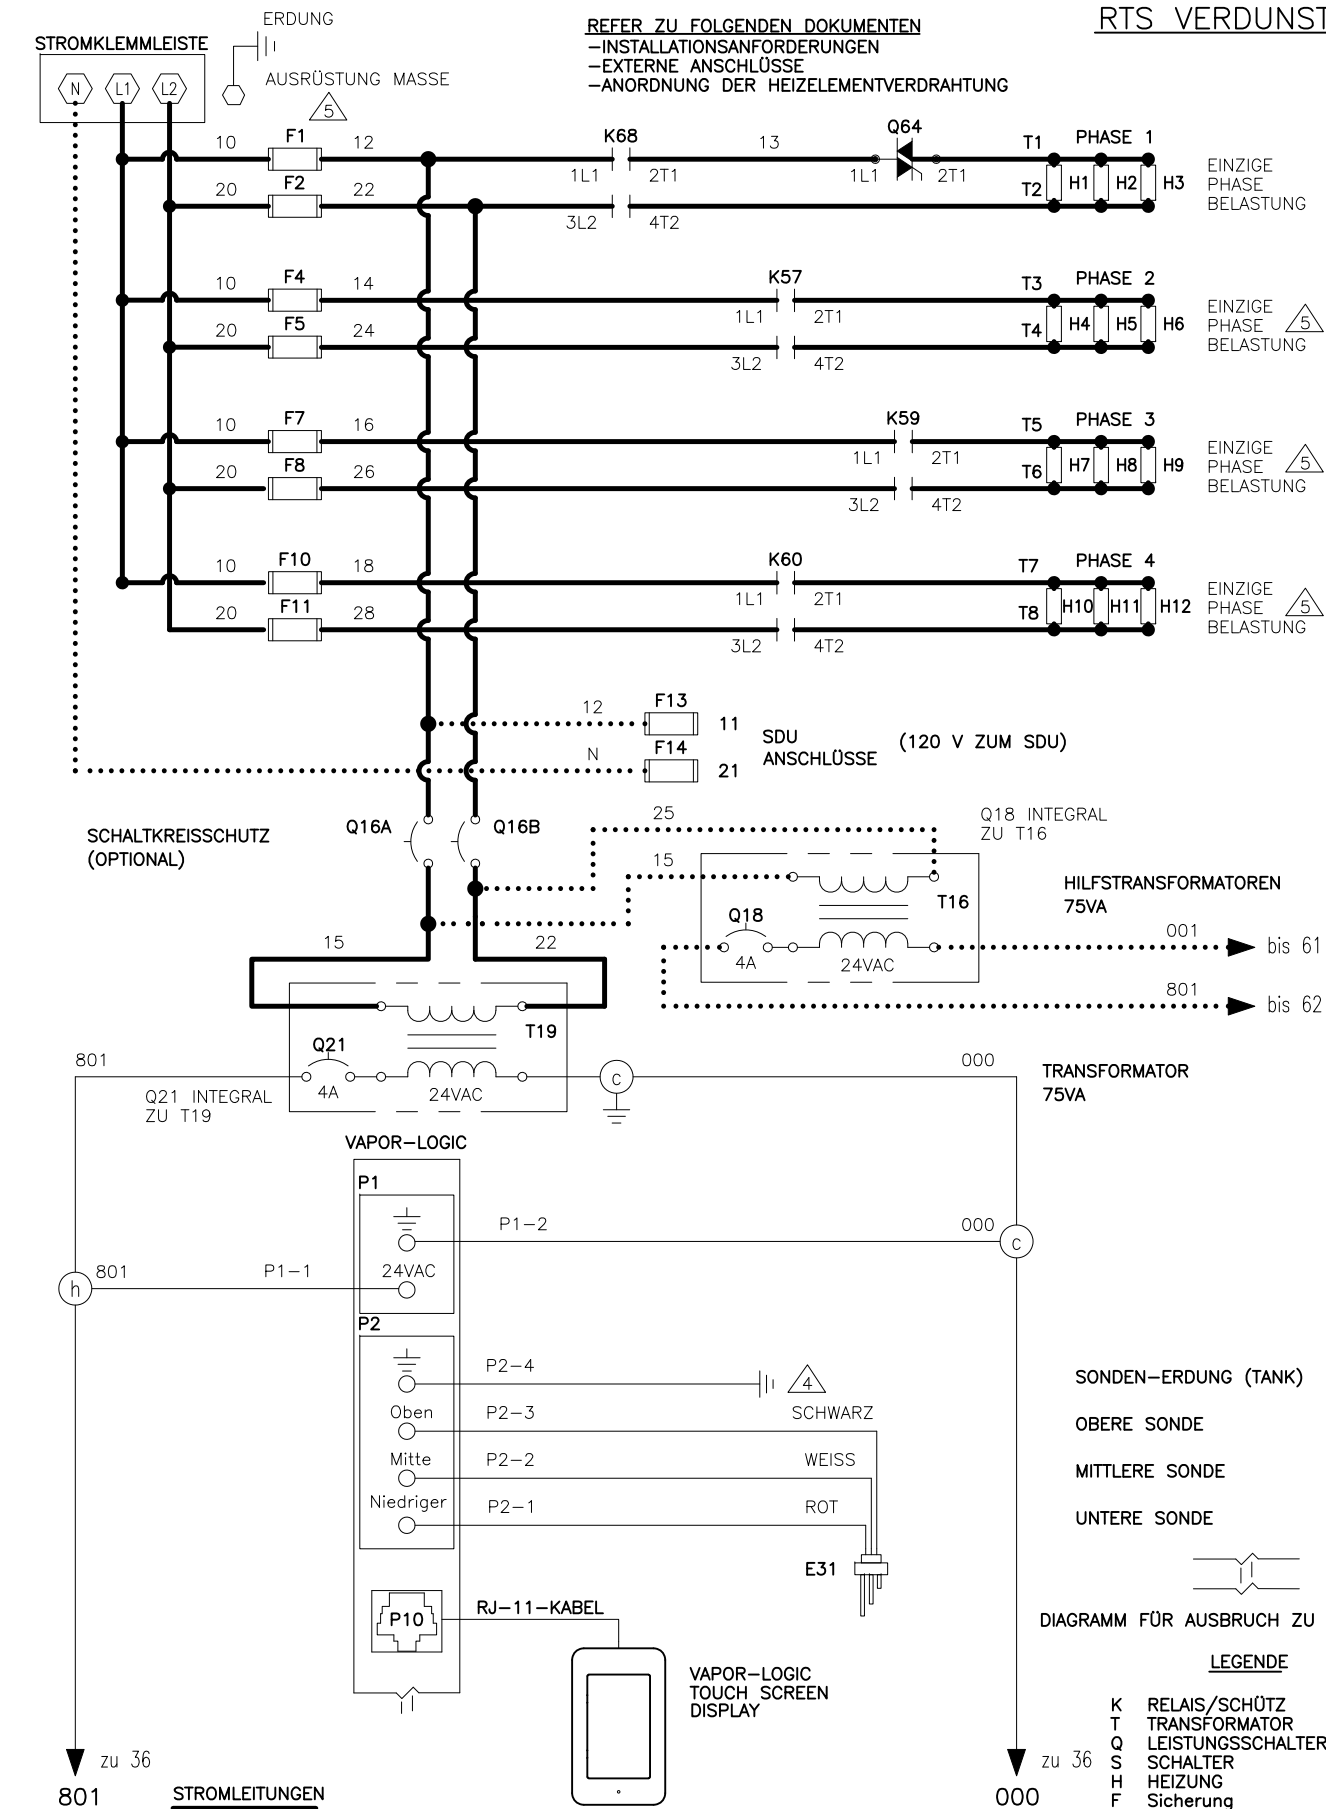 RTS VERDUNST
REFER ZU FOLGENDEN DOKUMENTEN
-INSTALLATIONSANFORDERUNGEN
-EXTERNE ANSCHLÜSSE
-ANORDNUNG DER HEIZELEMENTVERDRAHTUNG
ERDUNG
STROMKLEMMLEISTE
N L1 L2
AUSRÜSTUNG MASSE
5
10 F1 12 K68 13 Q64 T1 PHASE 1
1L1 2T1 1L1 2T1
20 F2 22 T2 H1 H2 H3
3L2 4T2
EINZIGE
PHASE
BELASTUNG
10 F4 14 K57 T3 PHASE 2
1L1 2T1
20 F5 24 T4 H4 H5 H6
3L2 4T2
EINZIGE
PHASE 5
BELASTUNG
10 F7 16 K59 T5 PHASE 3
1L1 2T1
20 F8 26 T6 H7 H8 H9
3L2 4T2
EINZIGE
PHASE 5
BELASTUNG
10 F10 18 K60 T7 PHASE 4
1L1 2T1
20 F11 28 T8 H10 H11 H12
3L2 4T2
EINZIGE
PHASE 5
BELASTUNG
12 F13 11
N F14 21
SDU
ANSCHLÜSSE
(120 V ZUM SDU)
SCHALTKREISSCHUTZ
(OPTIONAL)
Q16A Q16B
25
15
Q18 INTEGRAL
ZU T16
T16
Q18
4A 24VAC
HILFSTRANSFORMATOREN
75VA
001 bis 61
801 bis 62
15 22
T19
Q21
4A 24VAC
801
Q21 INTEGRAL
ZU T19
C
000
TRANSFORMATOR
75VA
VAPOR-LOGIC
P1
P1-2 000 C
h 801 P1-1 24VAC
P2
P2-4 4
SONDEN-ERDUNG (TANK)
Oben P2-3 SCHWARZ
OBERE SONDE
Mitte P2-2 WEISS
MITTLERE SONDE
Niedriger P2-1 ROT
UNTERE SONDE
E31
P10 RJ-11-KABEL
VAPOR-LOGIC
TOUCH SCREEN
DISPLAY
DIAGRAMM FÜR AUSBRUCH ZU
LEGENDE
K RELAIS/SCHÜTZ
T TRANSFORMATOR
Q LEISTUNGSSCHALTER
S SCHALTER
H HEIZUNG
F Sicherung
zu 36
801
zu 36
000
STROMLEITUNGEN